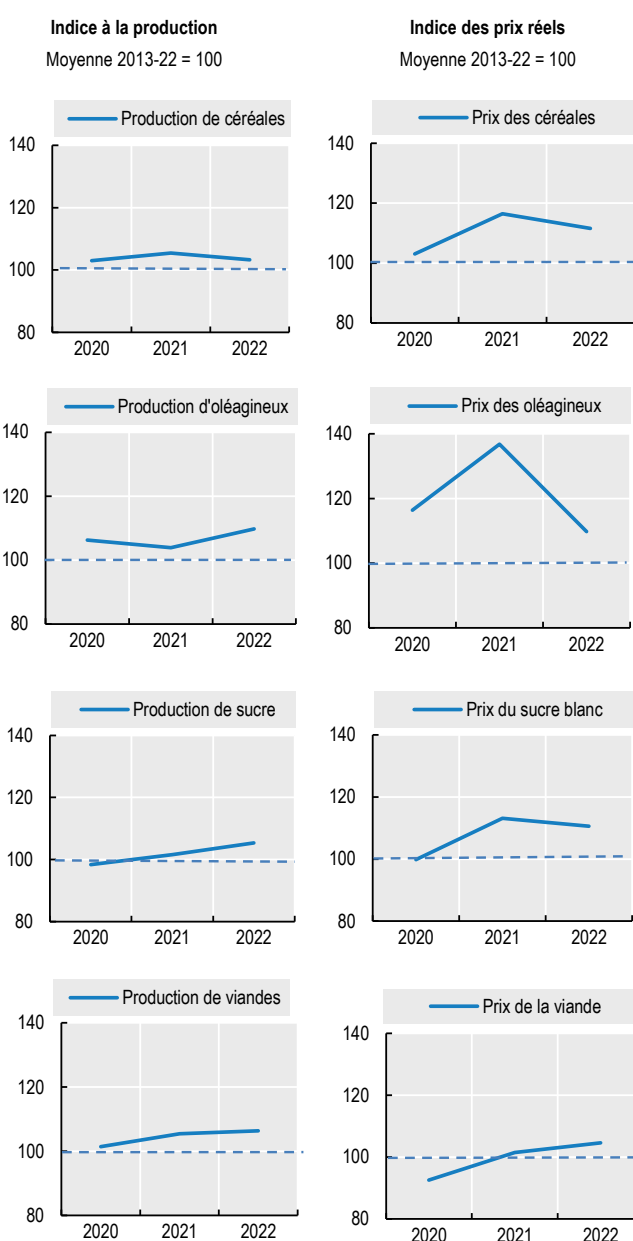 Indice à la production
Moyenne 2013-22 = 100
Indice des prix réels
Moyenne 2013-22 = 100
Production de céréales
140
120
100
80
2020 2021 2022
Prix des céréales
140
120
100
80
2020 2021 2022
Production d'oléagineux
140
120
100
80
2020 2021 2022
Prix des oléagineux
140
120
100
80
2020 2021 2022
Production de sucre
140
120
100
80
2020 2021 2022
Prix du sucre blanc
140
120
100
80
2020 2021 2022
Production de viandes
140
120
100
80
2020 2021 2022
Prix de la viande
140
120
100
80
2020 2021 2022